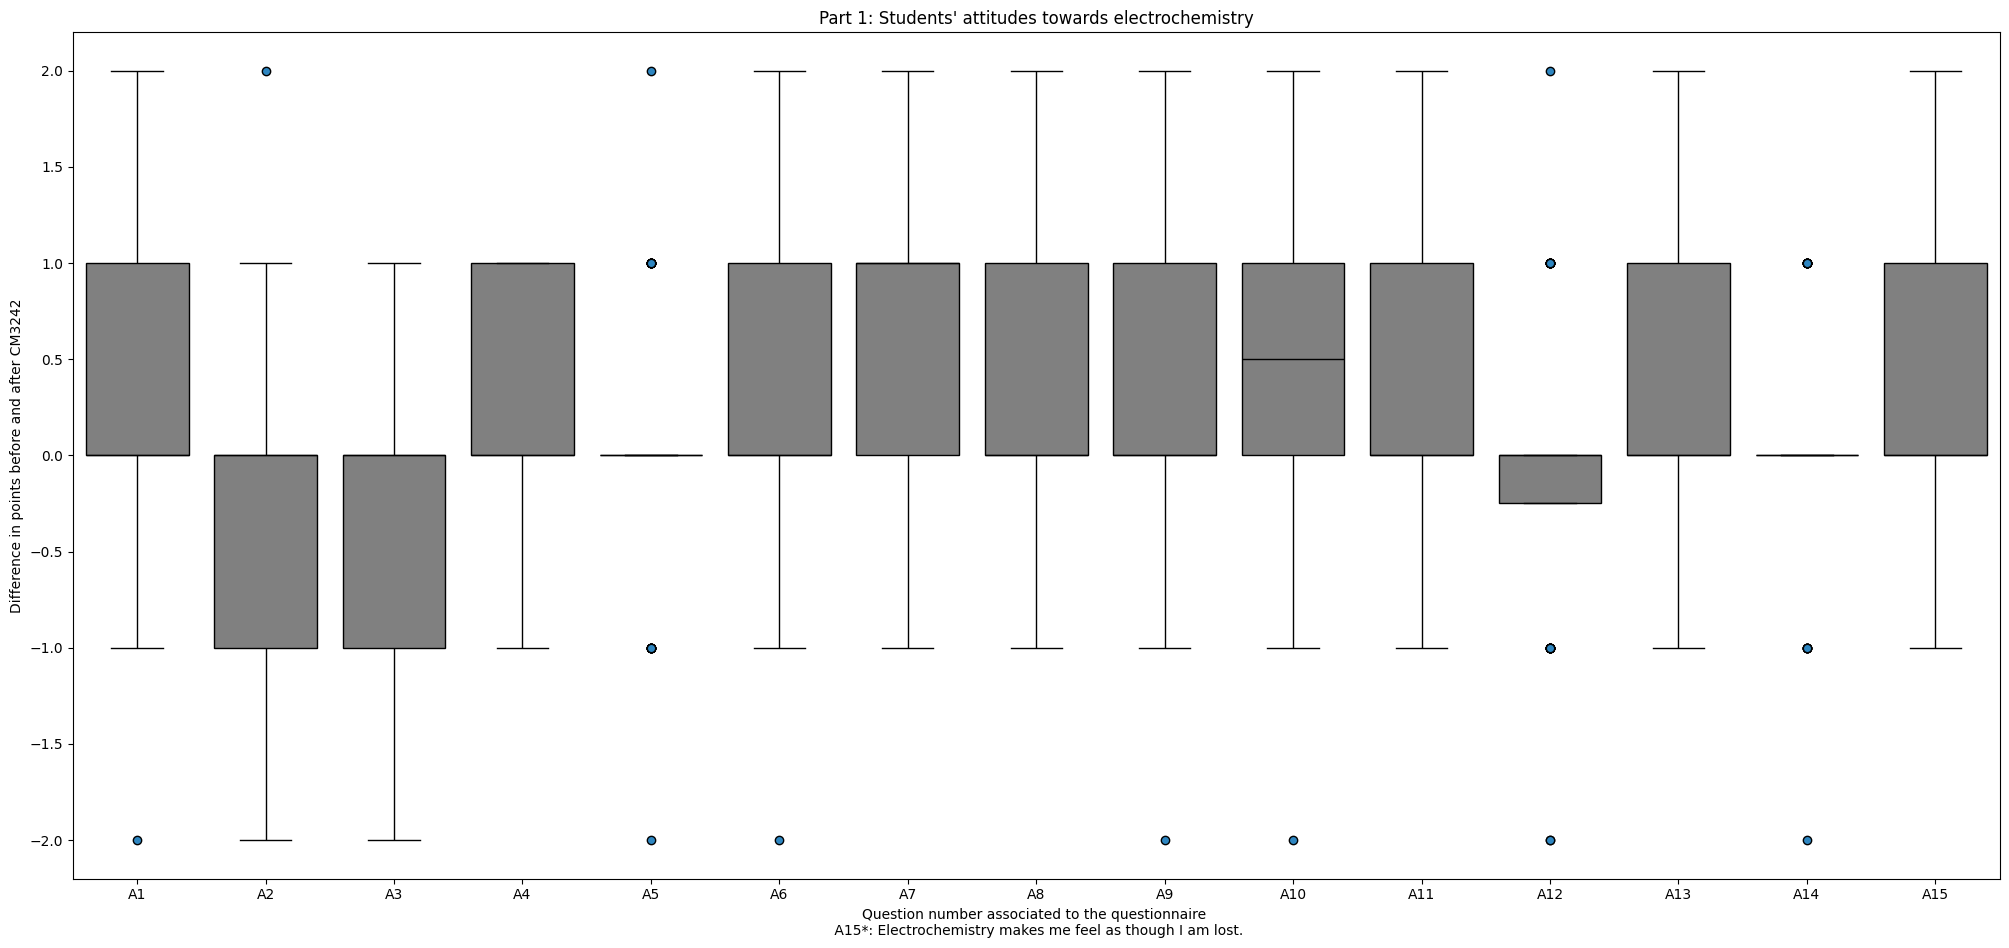 Part 1: Students' attitudes towards electrochemistry
Difference in points before and after CM3242
2.0
1.5
1.0
0.5
0.0
−0.5
−1.0
−1.5
−2.0
A1 A2 A3 A4 A5 A6 A7 A8 A9 A10 A11 A12 A13 A14 A15
Question number associated to the questionnaire
A15*: Electrochemistry makes me feel as though I am lost.